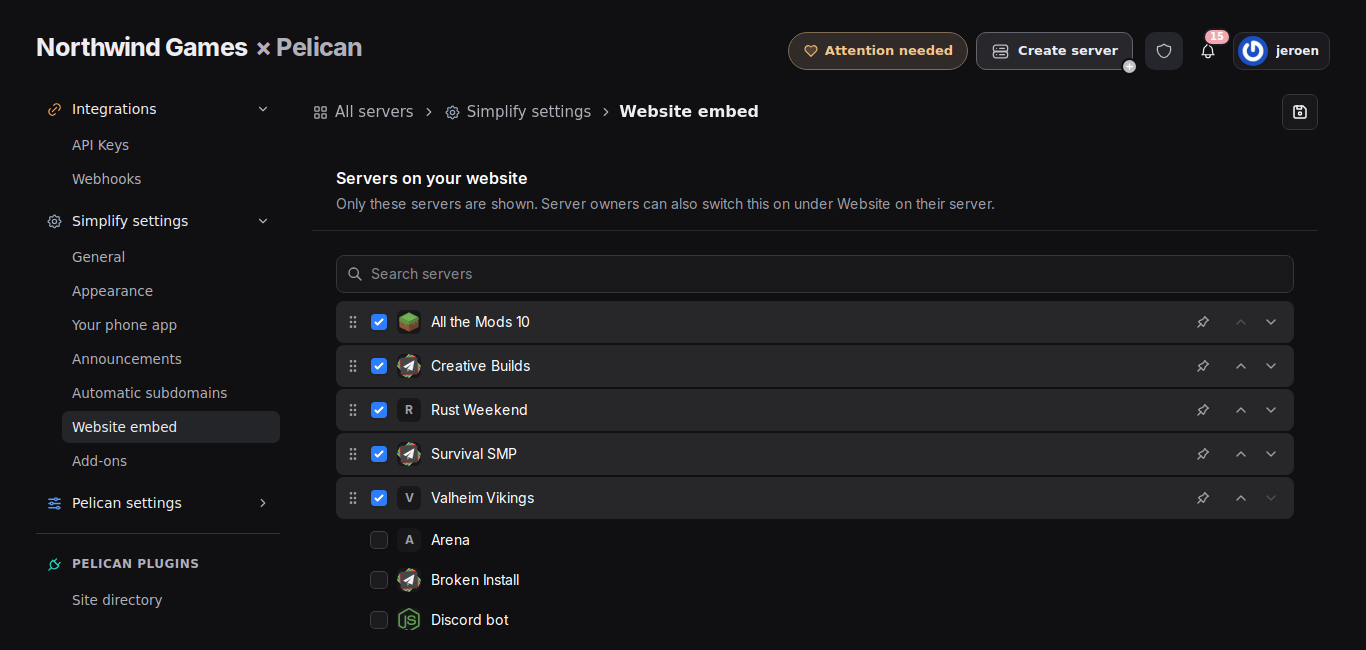 Northwind Games × Pelican
Attention needed
Create server
15
jeroen
Integrations
API Keys
Webhooks
Simplify settings
General
Appearance
Your phone app
Announcements
Automatic subdomains
Website embed
Add-ons
Pelican settings
PELICAN PLUGINS
Site directory
All servers > Simplify settings > Website embed
Servers on your website
Only these servers are shown. Server owners can also switch this on under Website on their server.
Search servers
All the Mods 10
Creative Builds
R Rust Weekend
Survival SMP
V Valheim Vikings
A Arena
Broken Install
JS Discord bot